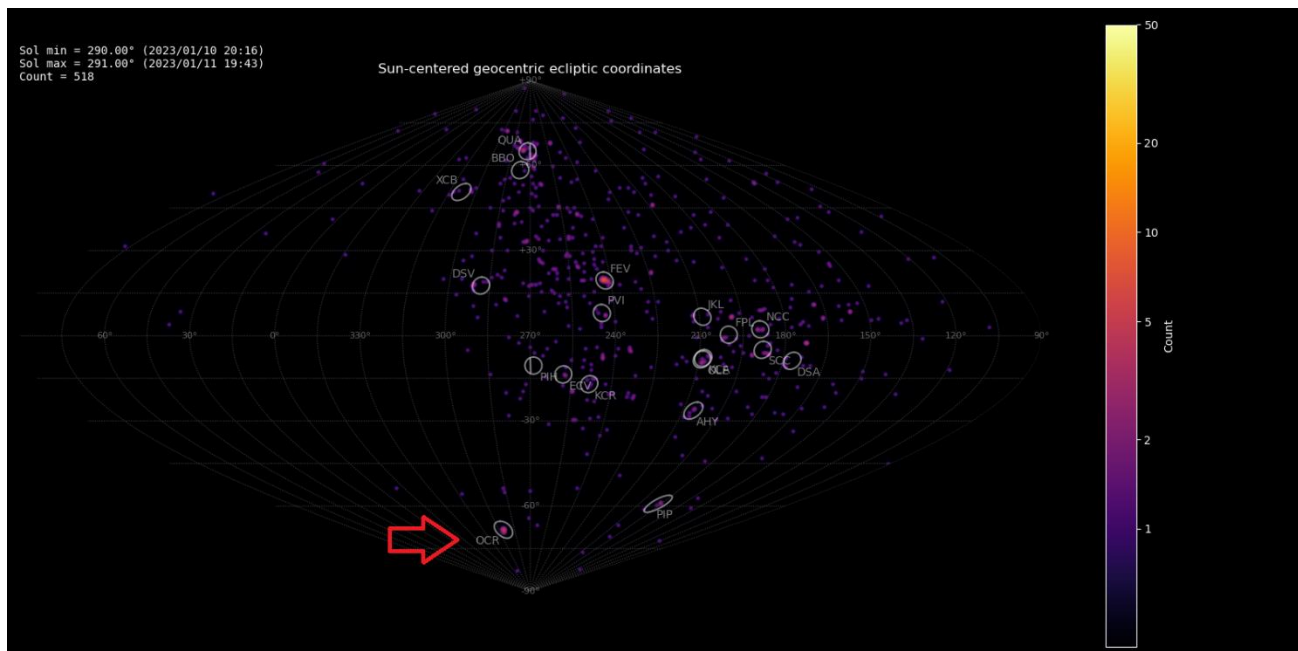 Sol min = 290.00° (2023/01/10 20:16)
Sol max = 291.00° (2023/01/11 19:43)
Count = 518
Sun-centered geocentric ecliptic coordinates
+90°
QUA
BBO
XCB
+30°
DSV
FEV
PVI
JKL
FPL
NCC
60°
30°
0°
330°
300°
270°
240°
210°
180°
150°
120°
90°
PIH
ECV
KCR
SCC
DSA
-30°
AHY
-60°
PIP
OCR
-90°
50
20
10
5
2
1
Count